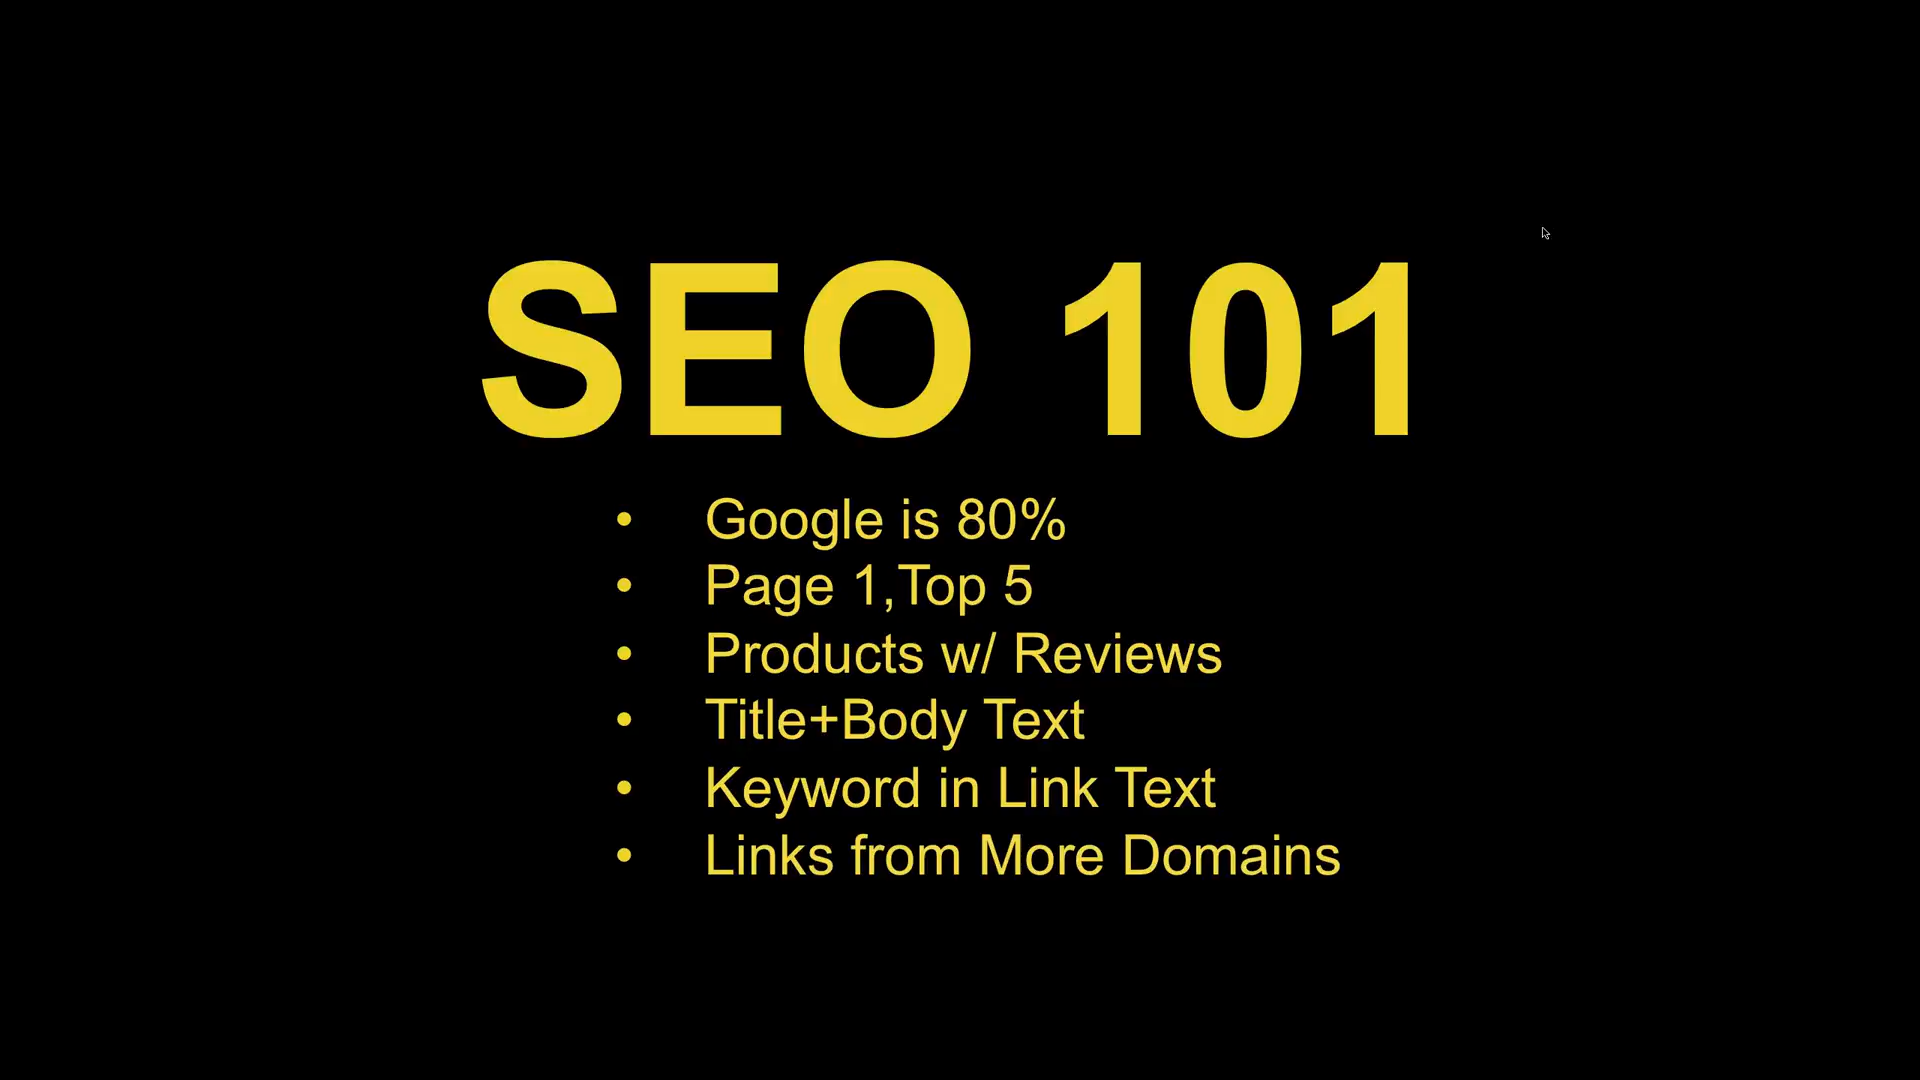 SEO 101
• Google is 80%
• Page 1,Top 5
• Products w/ Reviews
• Title+Body Text
• Keyword in Link Text
• Links from More Domains